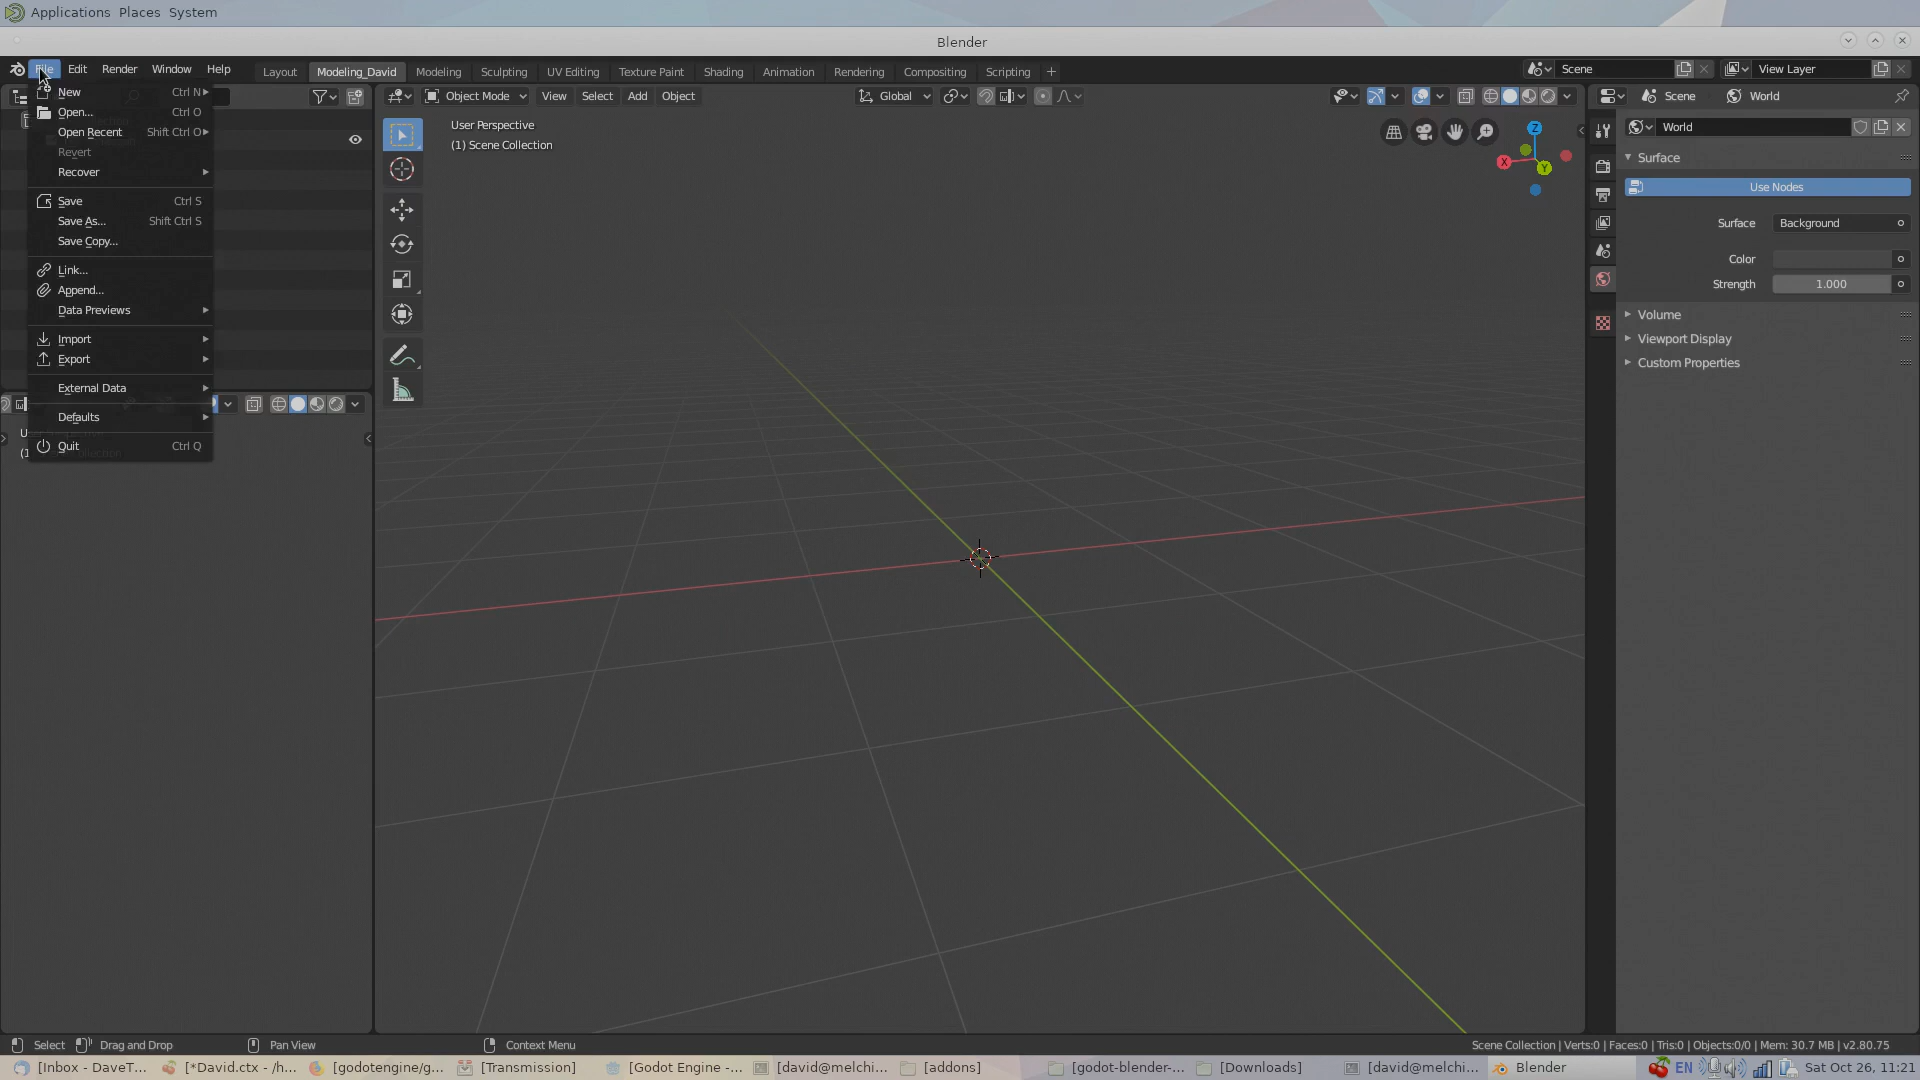 Applications Places System
Blender
File Edit Render Window Help
Layout Modeling_David Modeling Sculpting UV Editing Texture Paint Shading Animation Rendering Compositing Scripting +
Scene View Layer
New Ctrl N
Open... Ctrl O
Open Recent Shift Ctrl O
Revert
Recover
Save Ctrl S
Save As... Shift Ctrl S
Save Copy...
Link...
Append...
Data Previews
Import
Export
External Data
Defaults
Quit Ctrl Q
Object Mode View Select Add Object Global
User Perspective
(1) Scene Collection
Z
X
Y
Scene World
World
Surface
Use Nodes
Surface Background
Color
Strength 1.000
Volume
Viewport Display
Custom Properties
Select Drag and Drop Pan View Context Menu
Scene Collection | Verts:0 | Faces:0 | Tris:0 | Objects:0/0 | Mem: 30.7 MB | v2.80.75
[Inbox - DaveT... [*David.ctx - /h... [godotengine/g... [Transmission] [Godot Engine -... [david@melchi... [addons] [godot-blender-... [Downloads] [david@melchi... Blender EN Sat Oct 26, 11:21